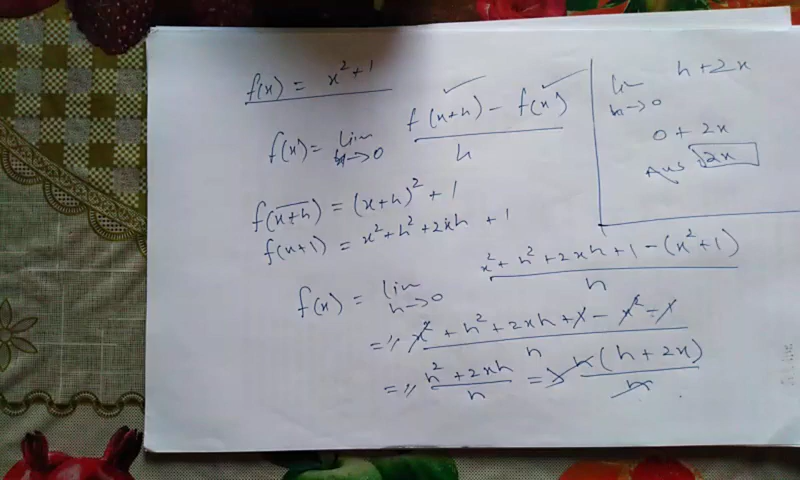 f(x) = x² + 1
f(x) = lim h→0 f(x+h) - f(x) / h
f(x+h) = (x+h)² + 1
f(x+1) = x² + h² + 2xh + 1
f(x) = lim h→0 x² + h² + 2xh + 1 - (x² + 1) / h
=〃 x² + h² + 2xh + 1 - x² - 1 / h
=〃 h² + 2xh / h = h(h + 2x) / h
lim h→0 h + 2x
0 + 2x
Ans 2x